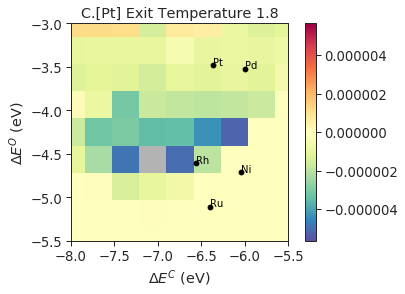 C.[Pt] Exit Temperature 1.8
−3.0
−3.5
−4.0
−4.5
−5.0
−5.5
ΔE^O (eV)
Pt
Pd
Rh
Ni
Ru
−8.0 −7.5 −7.0 −6.5 −6.0 −5.5
ΔE^C (eV)
0.000004
0.000002
0.000000
−0.000002
−0.000004